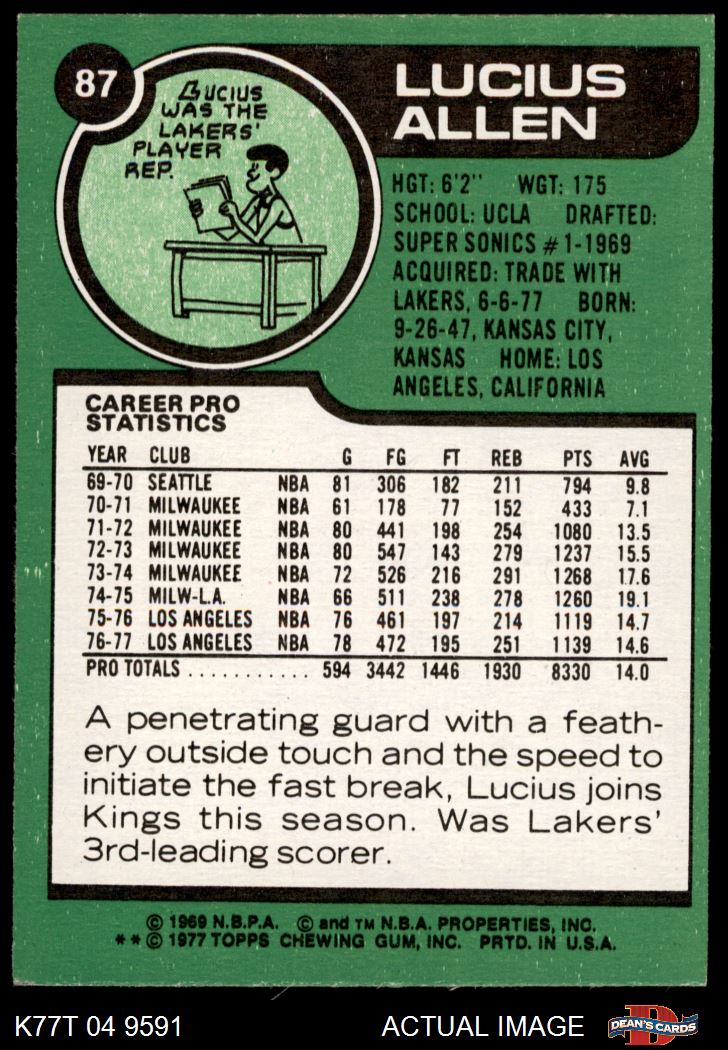 87
LUCIUS
ALLEN
LUCIUS
WAS THE
LAKERS'
PLAYER
REP.
HGT: 6'2" WGT: 175
SCHOOL: UCLA DRAFTED:
SUPER SONICS #1-1969
ACQUIRED: TRADE WITH
LAKERS, 6-6-77 BORN:
9-26-47, KANSAS CITY,
KANSAS HOME: LOS
ANGELES, CALIFORNIA
CAREER PRO
STATISTICS
YEAR CLUB G FG FT REB PTS AVG
69-70 SEATTLE NBA 81 306 182 211 794 9.8
70-71 MILWAUKEE NBA 61 178 77 152 433 7.1
71-72 MILWAUKEE NBA 80 441 198 254 1080 13.5
72-73 MILWAUKEE NBA 80 547 143 279 1237 15.5
73-74 MILWAUKEE NBA 72 526 216 291 1268 17.6
74-75 MILW-L.A. NBA 66 511 238 278 1260 19.1
75-76 LOS ANGELES NBA 76 461 197 214 1119 14.7
76-77 LOS ANGELES NBA 78 472 195 251 1139 14.6
PRO TOTALS . . . . . . . . . . . 594 3442 1446 1930 8330 14.0
A penetrating guard with a feath-
ery outside touch and the speed to
initiate the fast break, Lucius joins
Kings this season. Was Lakers'
3rd-leading scorer.
© 1969 N.B.P.A. © and TM N.B.A. PROPERTIES, INC.
** © 1977 TOPPS CHEWING GUM, INC. PRTD. IN U.S.A.
K77T 04 9591 ACTUAL IMAGE
D
DEAN'S CARDS